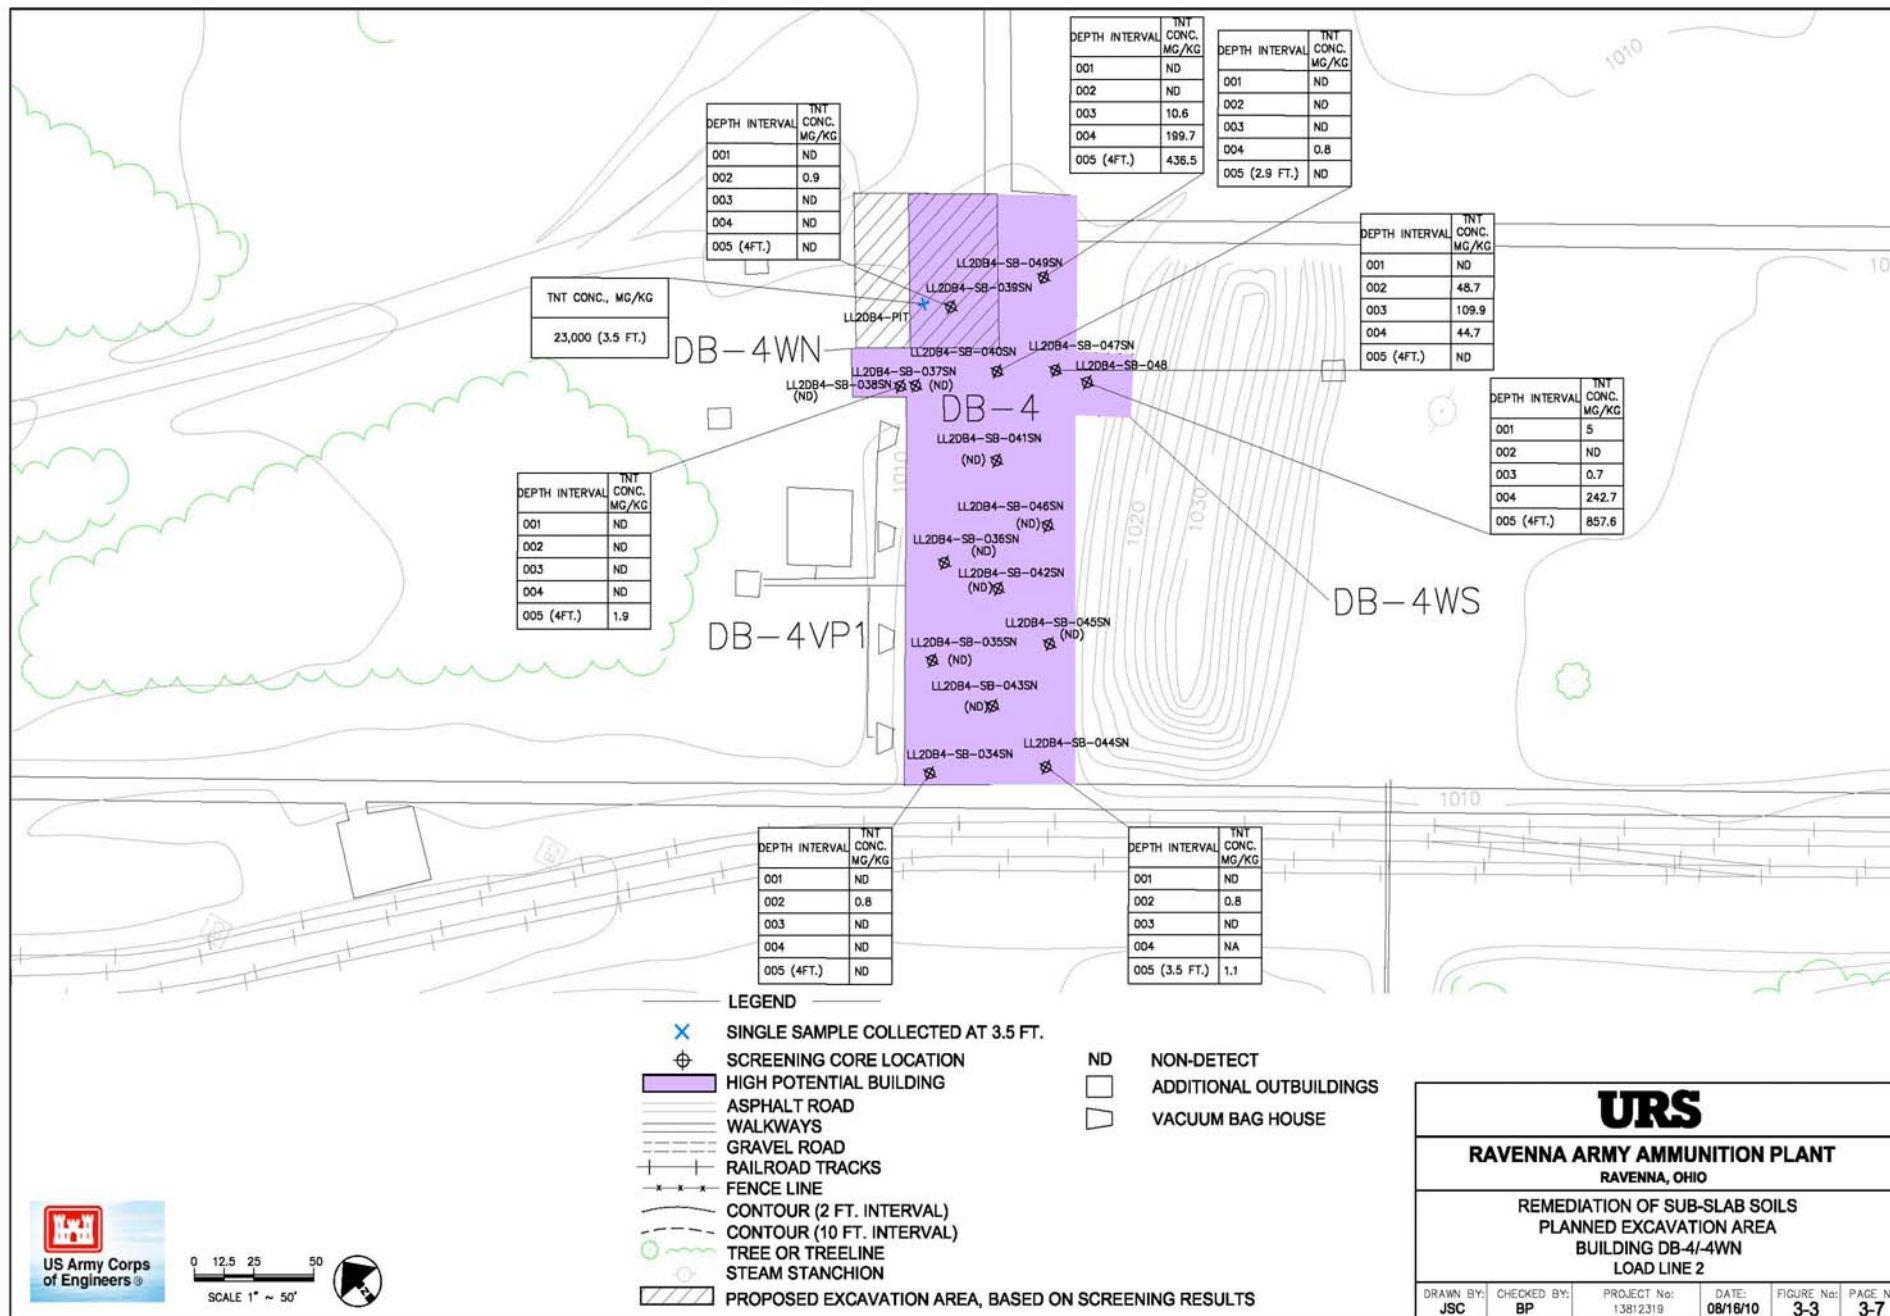 DEPTH INTERVAL TNT CONC. MG/KG
001 ND
002 ND
003 10.6
004 199.7
005 (4FT.) 436.5
DEPTH INTERVAL TNT CONC. MG/KG
001 ND
002 ND
003 ND
004 0.8
005 (2.9 FT.) ND
1010
DEPTH INTERVAL TNT CONC. MG/KG
001 ND
002 0.9
003 ND
004 ND
005 (4FT.) ND
DEPTH INTERVAL TNT CONC. MG/KG
001 ND
002 48.7
003 109.9
004 44.7
005 (4FT.) ND
10
TNT CONC., MG/KG
23,000 (3.5 FT.)
LL2DB4-SB-049SN
LL2DB4-SB-039SN
LL2DB4-PIT
DB-4WN
LL2DB4-SB-040SN
LL2DB4-SB-047SN
LL2DB4-SB-037SN
(ND)
LL2DB4-SB-048
LL2DB4-SB-038SN
(ND)
DB-4
LL2DB4-SB-041SN
(ND)
1010
1020
1030
DEPTH INTERVAL TNT CONC. MG/KG
001 5
002 ND
003 0.7
004 242.7
005 (4FT.) 857.6
DEPTH INTERVAL TNT CONC. MG/KG
001 ND
002 ND
003 ND
004 ND
005 (4FT.) 1.9
LL2DB4-SB-046SN
(ND)
LL2DB4-SB-036SN
(ND)
LL2DB4-SB-042SN
(ND)
DB-4WS
DB-4VP1
LL2DB4-SB-045SN
(ND)
LL2DB4-SB-035SN
(ND)
LL2DB4-SB-043SN
(ND)
LL2DB4-SB-034SN
LL2DB4-SB-044SN
1010
DEPTH INTERVAL TNT CONC. MG/KG
001 ND
002 0.8
003 ND
004 ND
005 (4FT.) ND
DEPTH INTERVAL TNT CONC. MG/KG
001 ND
002 0.8
003 ND
004 NA
005 (3.5 FT.) 1.1
LEGEND
SINGLE SAMPLE COLLECTED AT 3.5 FT.
SCREENING CORE LOCATION
HIGH POTENTIAL BUILDING
ASPHALT ROAD
WALKWAYS
GRAVEL ROAD
RAILROAD TRACKS
FENCE LINE
CONTOUR (2 FT. INTERVAL)
CONTOUR (10 FT. INTERVAL)
TREE OR TREELINE
STEAM STANCHION
PROPOSED EXCAVATION AREA, BASED ON SCREENING RESULTS
ND NON-DETECT
ADDITIONAL OUTBUILDINGS
VACUUM BAG HOUSE
US Army Corps
of Engineers ®
0 12.5 25 50
SCALE 1" ~ 50'
N
URS
RAVENNA ARMY AMMUNITION PLANT
RAVENNA, OHIO
REMEDIATION OF SUB-SLAB SOILS
PLANNED EXCAVATION AREA
BUILDING DB-4/-4WN
LOAD LINE 2
DRAWN BY: JSC
CHECKED BY: BP
PROJECT No: 13812319
DATE: 08/16/10
FIGURE No: 3-3
PAGE N 3-7